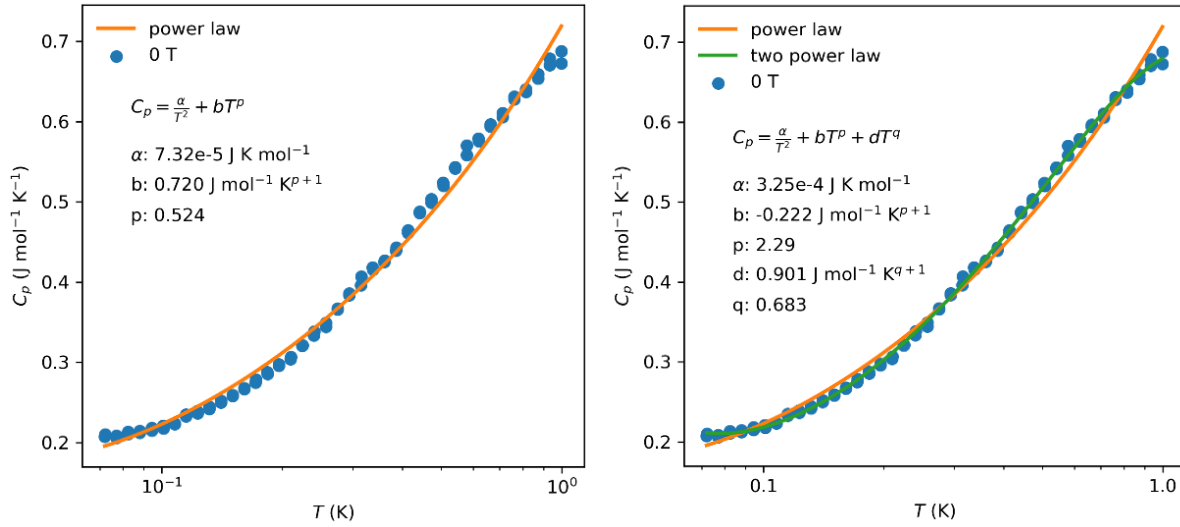 power law
0 T
C_p = α/T² + bT^p
α: 7.32e-5 J K mol⁻¹
b: 0.720 J mol⁻¹ K^{p+1}
p: 0.524
0.7
0.6
0.5
0.4
0.3
0.2
C_p (J mol⁻¹ K⁻¹)
10⁻¹
10⁰
T (K)
power law
two power law
0 T
C_p = α/T² + bT^p + dT^q
α: 3.25e-4 J K mol⁻¹
b: -0.222 J mol⁻¹ K^{p+1}
p: 2.29
d: 0.901 J mol⁻¹ K^{q+1}
q: 0.683
0.7
0.6
0.5
0.4
0.3
0.2
C_p (J mol⁻¹ K⁻¹)
0.1
1.0
T (K)